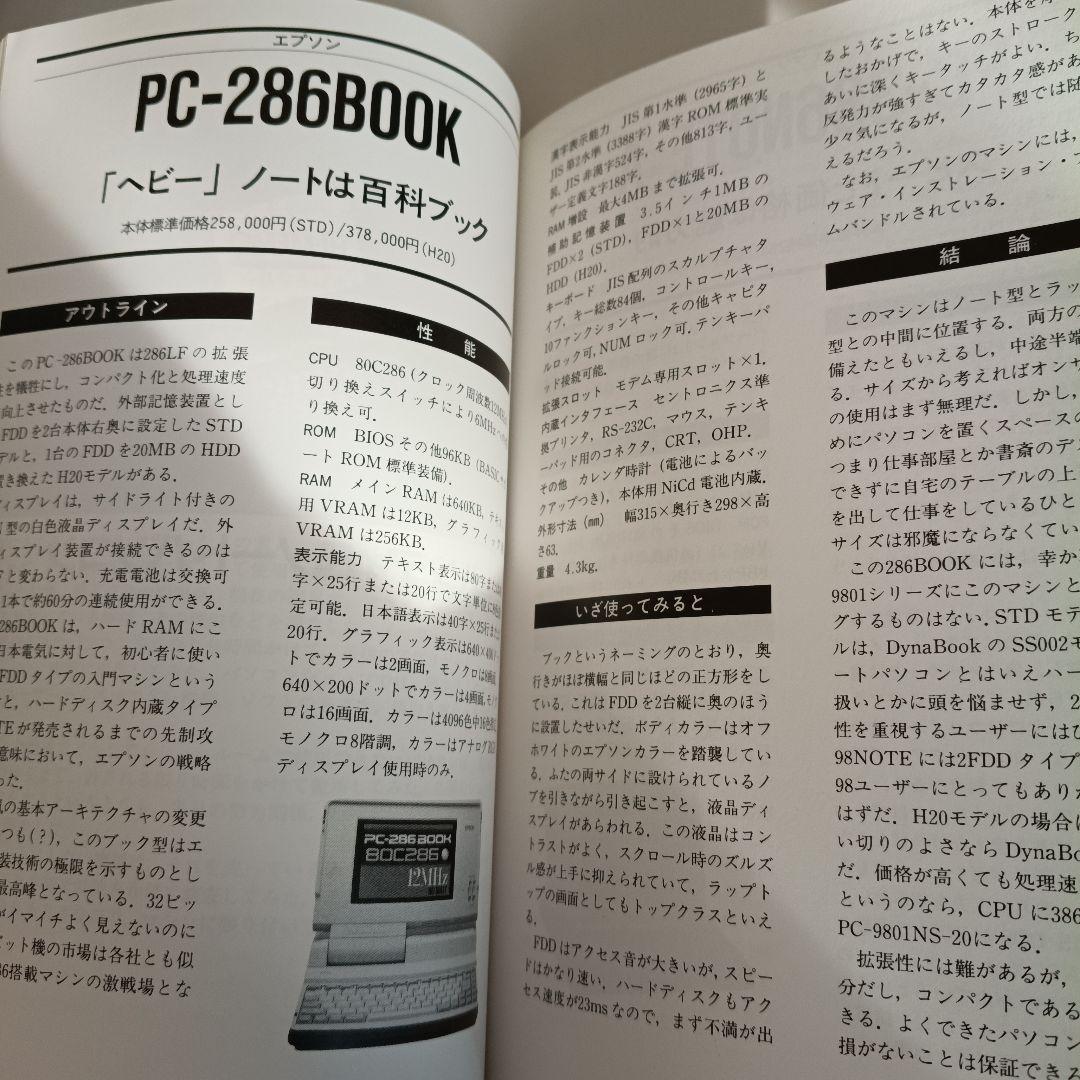 エプソン
PC-286BOOK
「ヘビー」ノートは百科ブック
本体標準価格258,000円(STD)/378,000円(H20)
アウトライン
このPC-286BOOKは286LFの拡張
性を犠牲にし，コンパクト化と処理速度
向上させたものだ．外部記憶装置とし
FDDを2台本体右奥に設定したSTD
デルと，1台のFDDを20MBのHDD
置き換えたH20モデルがある．
ディスプレイは，サイドライト付きの
型の白色液晶ディスプレイだ．外
ディスプレイ装置が接続できるのは
と変わらない．充電電池は交換可
1本で約60分の連続使用ができる．
286BOOKは，ハードRAMにこ
日本電気に対して，初心者に使い
FDDタイプの入門マシンという
と，ハードディスク内蔵タイプ
TEが発売されるまでの先制攻
意味において，エプソンの戦略
った．
気の基本アーキテクチャの変更
つも(?)，このブック型はエ
装技術の極限を示すものとし
最高峰となっている．32ビッ
がイマイチよく見えないのに
ビット機の市場は各社とも似
86搭載マシンの激戦場とな
性能
CPU 80C286(クロック周波数12MHz
切り換えスイッチにより6MHz
り換え可．
ROM BIOSその他96KB(BASIC
ートROM標準装備)．
RAM メインRAMは640KB，テキ
用VRAMは12KB，グラフィック
VRAMは256KB．
表示能力 テキスト表示は80字または
字×25行または20行で文字単位に
定可能．日本語表示は40字×25行また
20行．グラフィック表示は640×400ド
トでカラーは2画面，モノクロは8画面
640×200ドットでカラーは4画面，モノ
ロは16画面．カラーは4096色中16色
モノクロ8階調，カラーはアナログRGB
ディスプレイ使用時のみ．
EPSON
PC-286BOOK
80C286
12MHz
漢字表示能力 JIS第1水準(2965字)と
JIS第2水準(3388字)漢字ROM標準実
装，JIS非漢字524字，その他813字，ユー
ザー定義文字188字．
RAM増設 最大4MBまで拡張可．
補助記憶装置 3.5インチ1MBの
FDD×2(STD)，FDD×1と20MBの
HDD(H20)．
キーボード JIS配列のスカルプチャタ
イプ，キー総数84個，コントロールキー，
10ファンクションキー，その他キャピタ
ルロック可，NUMロック可．テンキーパ
ッド接続可能．
拡張スロット モデム専用スロット×1．
内蔵インタフェース セントロニクス準
拠プリンタ，RS-232C，マウス，テンキ
ーパッド用のコネクタ，CRT，OHP．
その他 カレンダ時計(電池によるバッ
クアップつき)，本体用NiCd電池内蔵．
外形寸法(mm) 幅315×奥行き298×高
さ63．
重量 4.3kg．
いざ使ってみると
ブックというネーミングのとおり，奥
行きがほぼ横幅と同じほどの正方形をし
ている．これはFDDを2台縦に奥のほう
に設置したせいだ．ボディカラーはオフ
ホワイトのエプソンカラーを踏襲してい
る．ふたの両サイドに設けられているノ
ブを引きながら引き起こすと，液晶ディ
スプレイがあらわれる．この液晶はコン
トラストがよく，スクロール時のズルズ
ル感が上手に抑えられていて，ラップト
ップの画面としてもトップクラスといえ
る．
FDDはアクセス音が大きいが，スピー
ドはかなり速い．ハードディスクもアク
セス速度が23msなので，まず不満が出
るようなことはない．本体を
したおかげで，キーのストローク
あいに深くキータッチがよい．ち
反発力が強すぎてカタカタ感があ
少々気になるが，ノート型では随
えるだろう．
なお，エプソンのマシンには，
ウェア・インストレーション・プ
ムバンドルされている．
結論
このマシンはノート型とラッ
型との中間に位置する．両方の
備えたともいえるし，中途半端
る．サイズから考えればオンサ
の使用はまず無理だ．しかし，
めにパソコンを置くスペースの
つまり仕事部屋とか書斎のデ
できずに自宅のテーブルの上
を出して仕事をしているひと
サイズは邪魔にならなくてい
この286BOOKには，幸か
9801シリーズにこのマシンと
グするものはない．STDモデ
ルは，DynaBookのSS002モ
ートパソコンとはいえハー
扱いとかに頭を悩ませず，2
性を重視するユーザーにはひ
98NOTEには2FDDタイプ
98ユーザーにとってもありが
はずだ．H20モデルの場合は
い切りのよさならDynaBo
だ．価格が高くても処理速
というのなら，CPUに386
PC-9801NS-20になる．
拡張性には難があるが，
分だし，コンパクトである
きる．よくできたパソコン
損がないことは保証できる